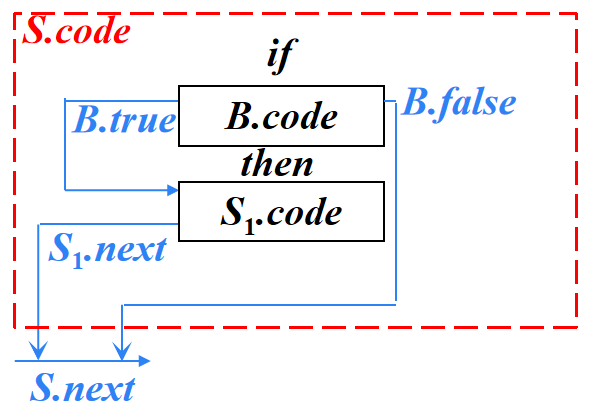 S.code
if
B.true B.code B.false
then
S₁.code
S₁.next
S.next